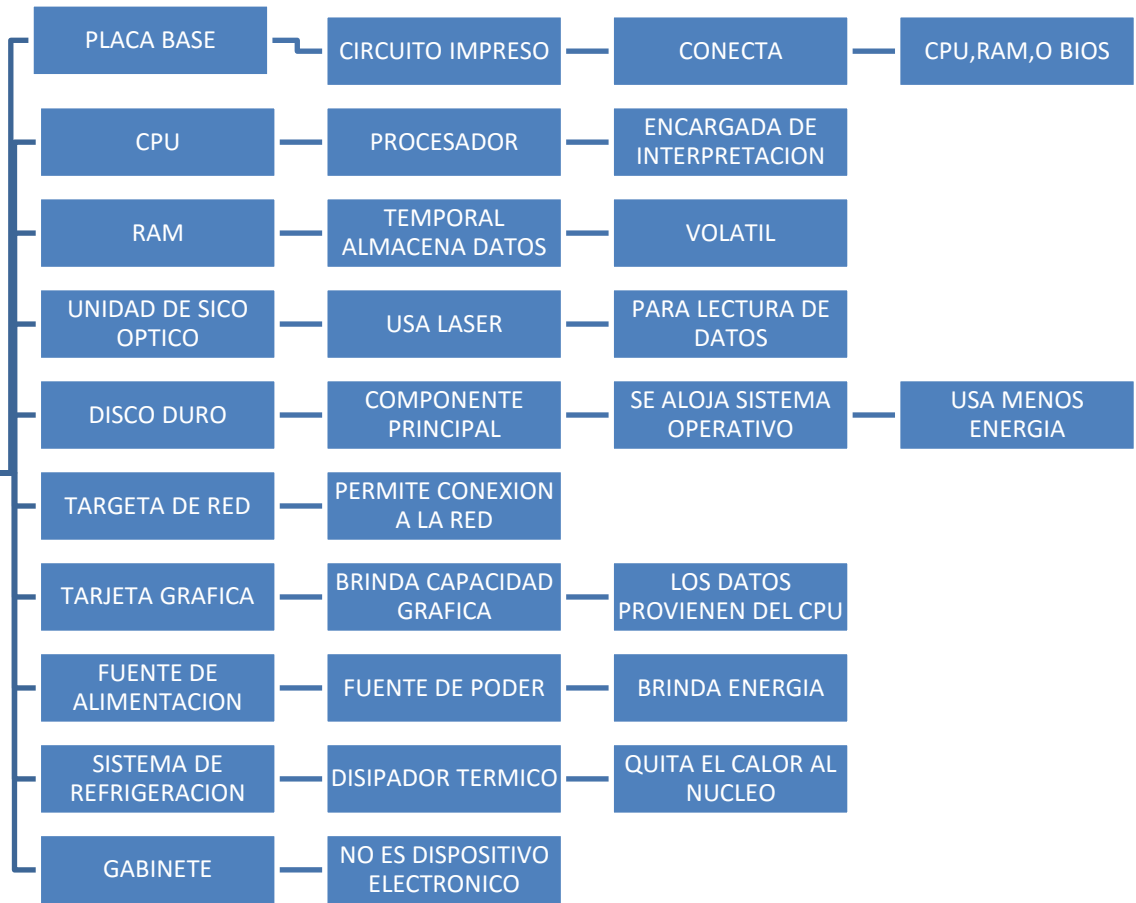 PLACA BASE
CIRCUITO IMPRESO
CONECTA
CPU,RAM,O BIOS
CPU
PROCESADOR
ENCARGADA DE
INTERPRETACION
RAM
TEMPORAL
ALMACENA DATOS
VOLATIL
UNIDAD DE SICO
OPTICO
USA LASER
PARA LECTURA DE
DATOS
DISCO DURO
COMPONENTE
PRINCIPAL
SE ALOJA SISTEMA
OPERATIVO
USA MENOS
ENERGIA
TARGETA DE RED
PERMITE CONEXION
A LA RED
TARJETA GRAFICA
BRINDA CAPACIDAD
GRAFICA
LOS DATOS
PROVIENEN DEL CPU
FUENTE DE
ALIMENTACION
FUENTE DE PODER
BRINDA ENERGIA
SISTEMA DE
REFRIGERACION
DISIPADOR TERMICO
QUITA EL CALOR AL
NUCLEO
GABINETE
NO ES DISPOSITIVO
ELECTRONICO